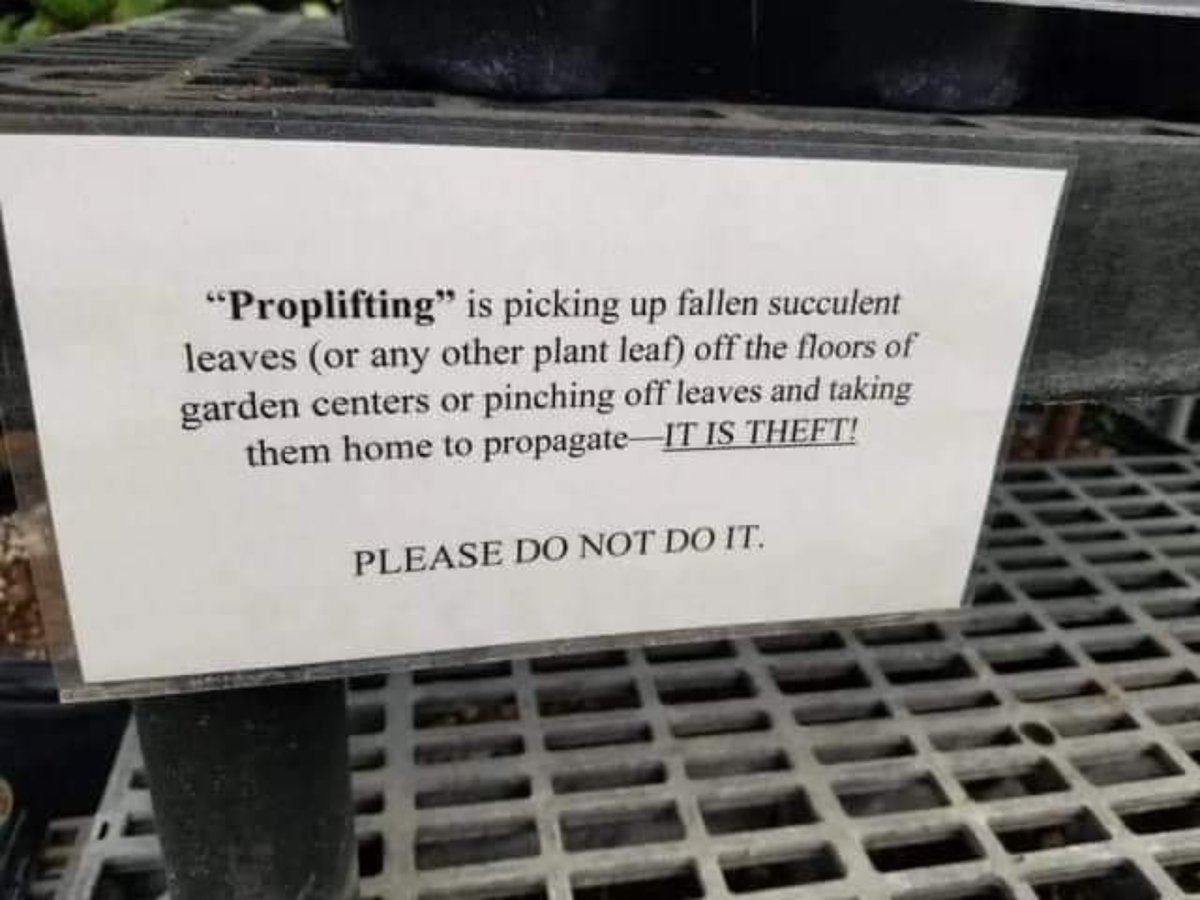 “Proplifting” is picking up fallen succulent
leaves (or any other plant leaf) off the floors of
garden centers or pinching off leaves and taking
them home to propagate—IT IS THEFT!
PLEASE DO NOT DO IT.